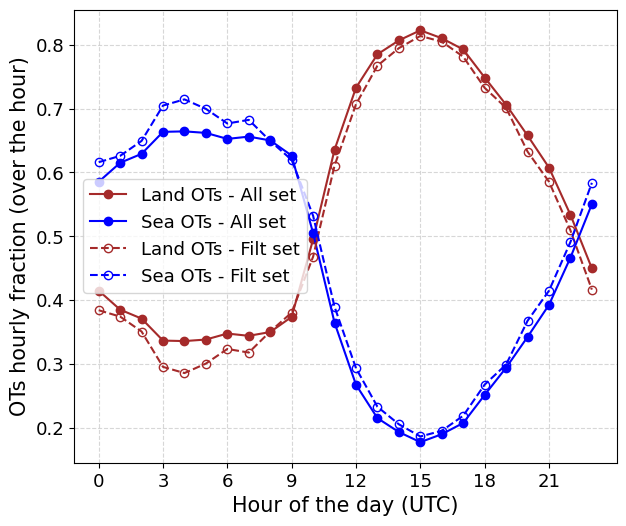 OTs hourly fraction (over the hour)
0.8
0.7
0.6
0.5
0.4
0.3
0.2
Land OTs - All set
Sea OTs - All set
Land OTs - Filt set
Sea OTs - Filt set
0 3 6 9 12 15 18 21
Hour of the day (UTC)